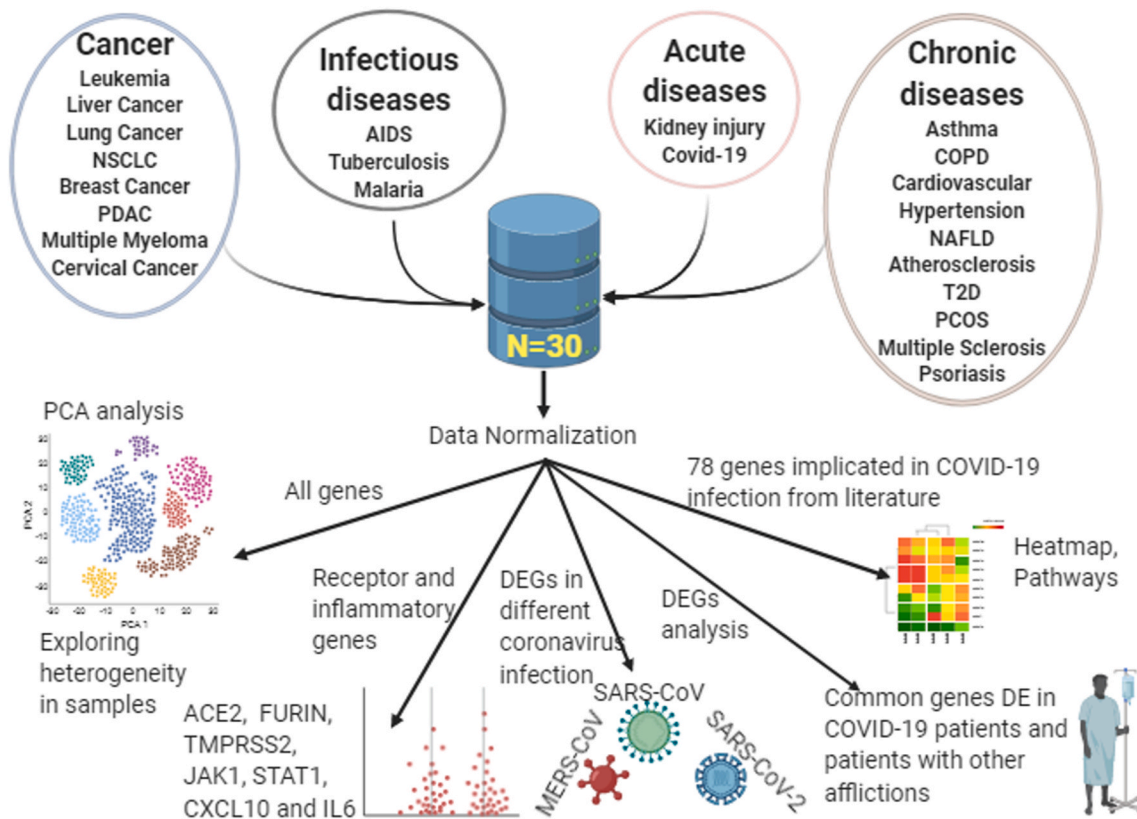 Cancer
Leukemia
Liver Cancer
Lung Cancer
NSCLC
Breast Cancer
PDAC
Multiple Myeloma
Cervical Cancer
Infectious
diseases
AIDS
Tuberculosis
Malaria
Acute
diseases
Kidney injury
Covid-19
Chronic
diseases
Asthma
COPD
Cardiovascular
Hypertension
NAFLD
Atherosclerosis
T2D
PCOS
Multiple Sclerosis
Psoriasis
N=30
Data Normalization
PCA analysis
PCA 2
PCA 1
Exploring
heterogeneity
in samples
All genes
Receptor and
inflammatory
genes
ACE2, FURIN,
TMPRSS2,
JAK1, STAT1,
CXCL10 and IL6
DEGs in
different
coronavirus
infection
SARS-CoV
MERS-CoV
SARS-CoV-2
DEGs
analysis
Common genes DE in
COVID-19 patients and
patients with other
afflictions
78 genes implicated in COVID-19
infection from literature
Heatmap,
Pathways